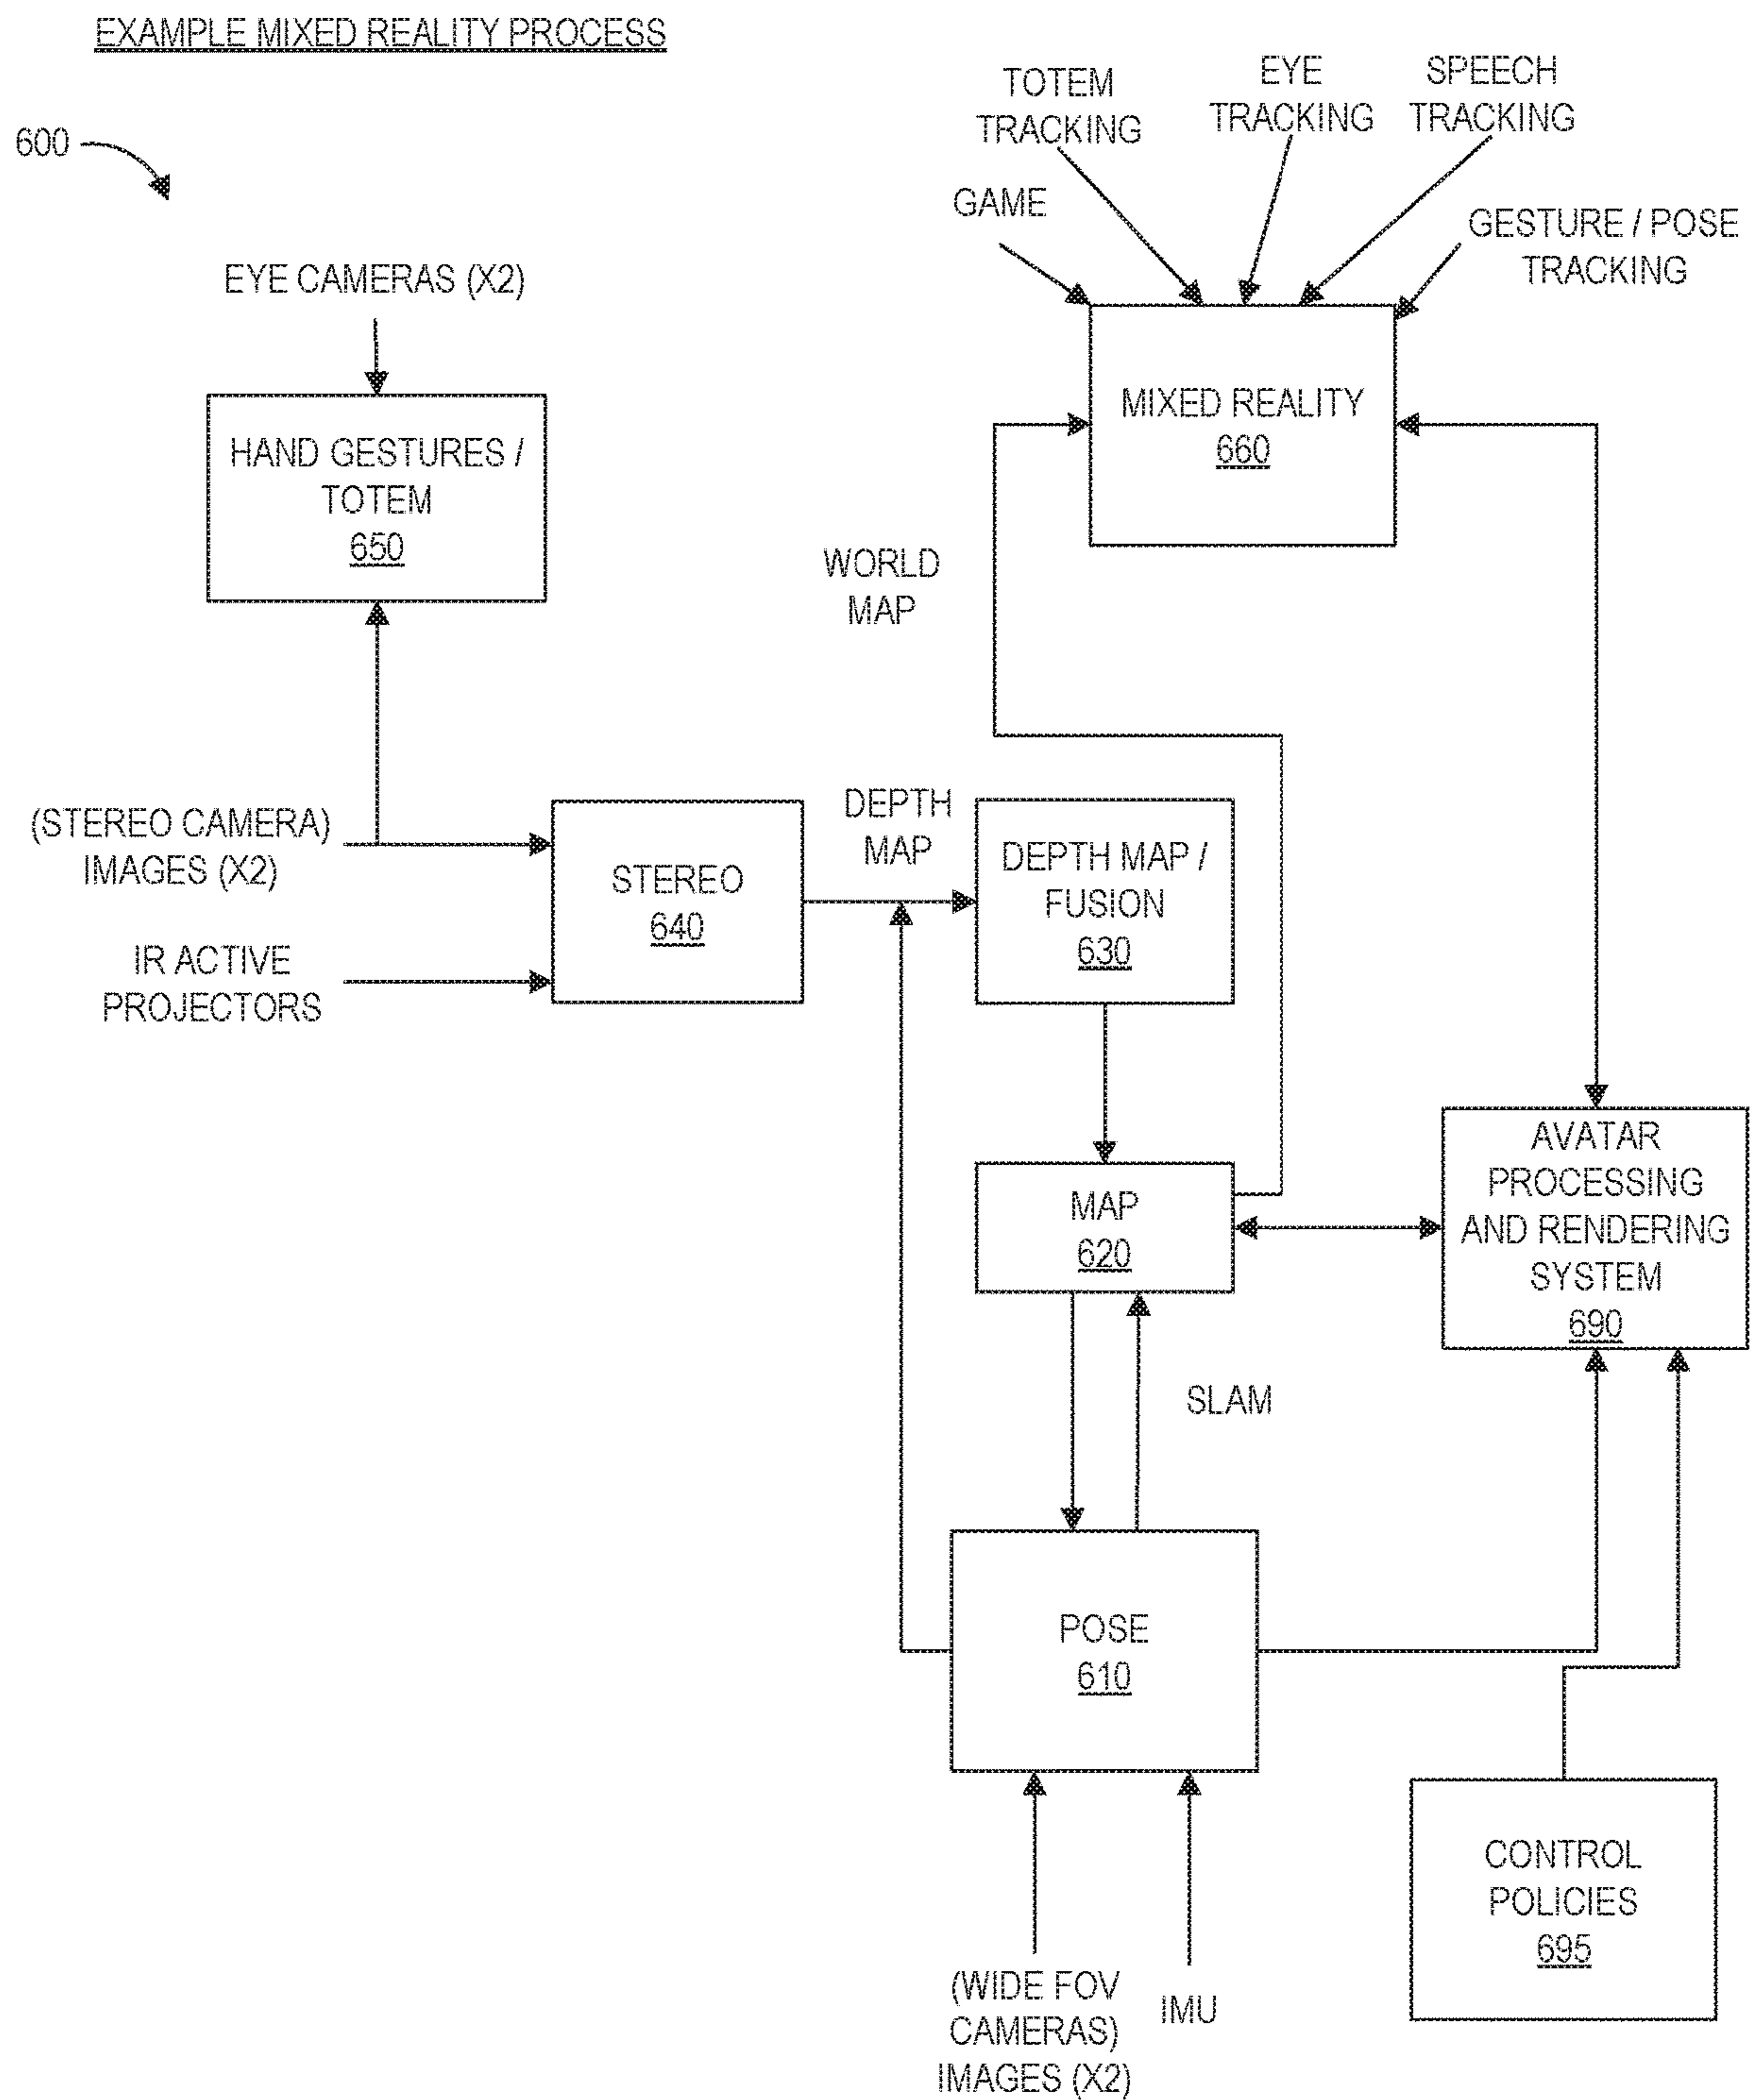 EXAMPLE MIXED REALITY PROCESS
600
TOTEM
TRACKING
EYE
TRACKING
SPEECH
TRACKING
GAME
GESTURE / POSE
TRACKING
EYE CAMERAS (X2)
HAND GESTURES /
TOTEM
650
MIXED REALITY
660
WORLD
MAP
(STEREO CAMERA)
IMAGES (X2)
IR ACTIVE
PROJECTORS
STEREO
640
DEPTH
MAP
DEPTH MAP /
FUSION
630
MAP
620
AVATAR
PROCESSING
AND RENDERING
SYSTEM
690
SLAM
POSE
610
CONTROL
POLICIES
695
(WIDE FOV
CAMERAS)
IMAGES (X2)
IMU